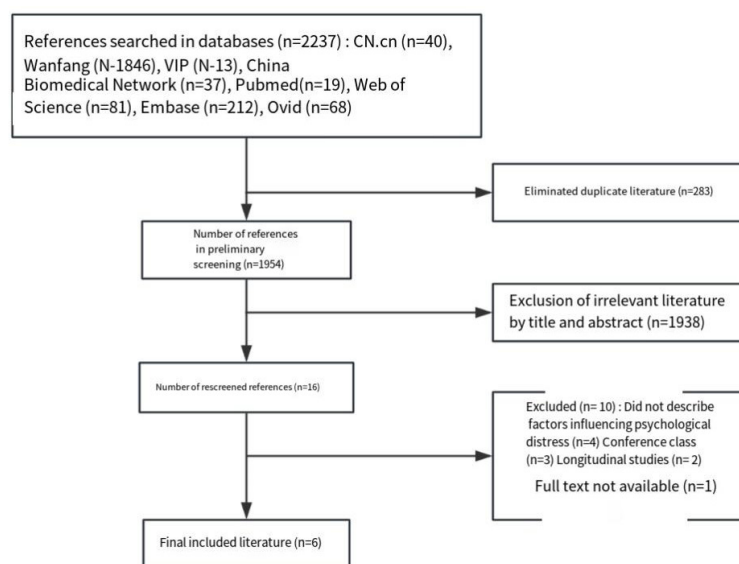 References searched in databases (n=2237) : CN.cn (n=40),
Wanfang (N-1846), VIP (N-13), China
Biomedical Network (n=37), Pubmed(n=19), Web of
Science (n=81), Embase (n=212), Ovid (n=68)
Eliminated duplicate literature (n=283)
Number of references
in preliminary
screening (n=1954)
Exclusion of irrelevant literature
by title and abstract (n=1938)
Number of rescreened references (n=16)
Excluded (n= 10) : Did not describe
factors influencing psychological
distress (n=4) Conference class
(n=3) Longitudinal studies (n= 2)
Full text not available (n=1)
Final included literature (n=6)